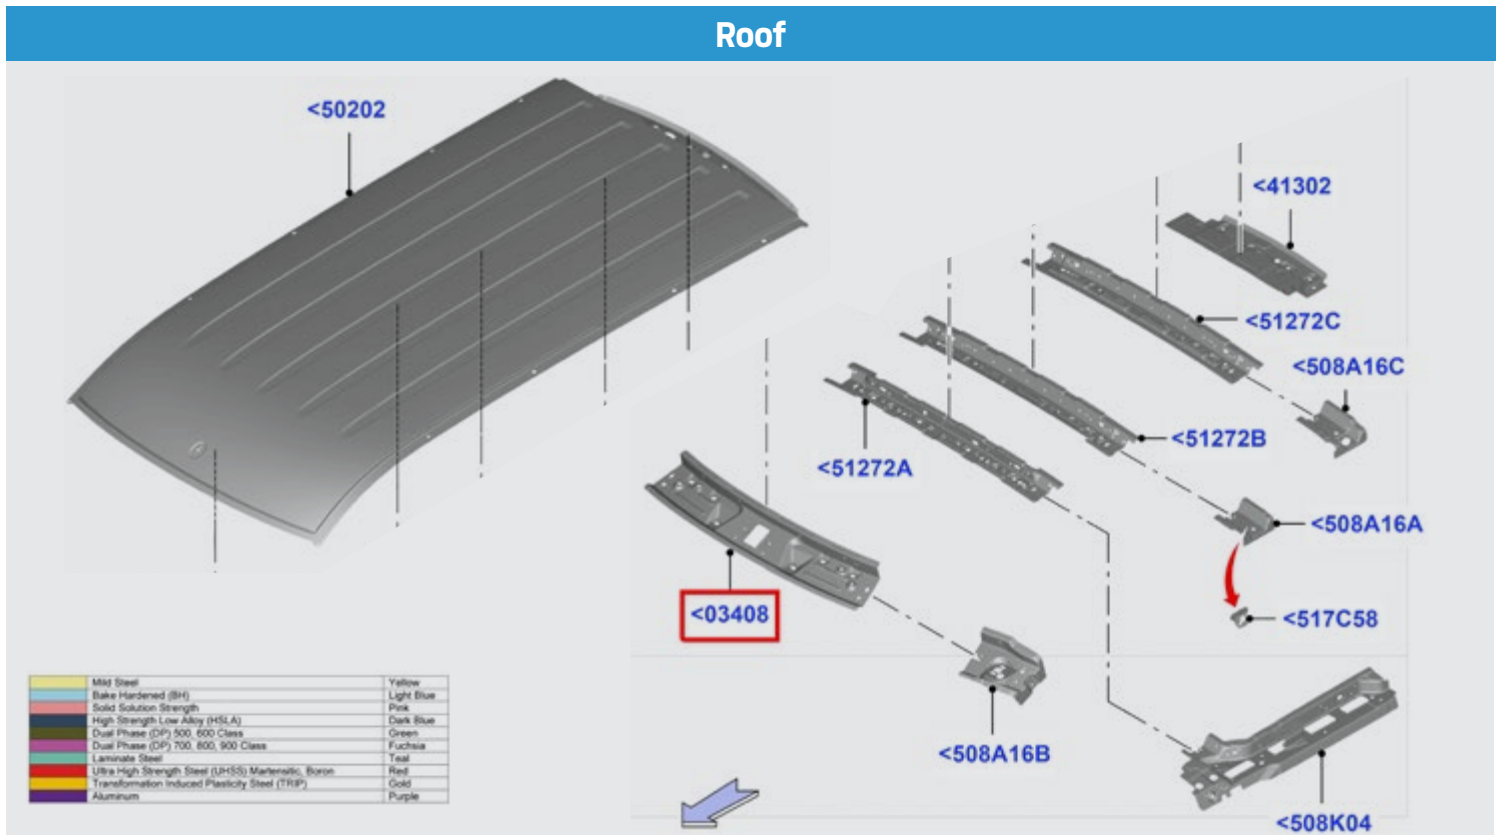 Roof
<50202
<41302
<51272C
<508A16C
<51272B
<51272A
<508A16A
<03408
<517C58
<508A16B
<508K04
Mild Steel Yellow
Bake Hardened (BH) Light Blue
Solid Solution Strength Pink
High Strength Low Alloy (HSLA) Dark Blue
Dual Phase (DP) 500, 600 Class Green
Dual Phase (DP) 700, 800, 900 Class Fuchsia
Laminate Steel Teal
Ultra High Strength Steel (UHSS) Martensitic, Boron Red
Transformation Induced Plasticity Steel (TRIP) Gold
Aluminum Purple